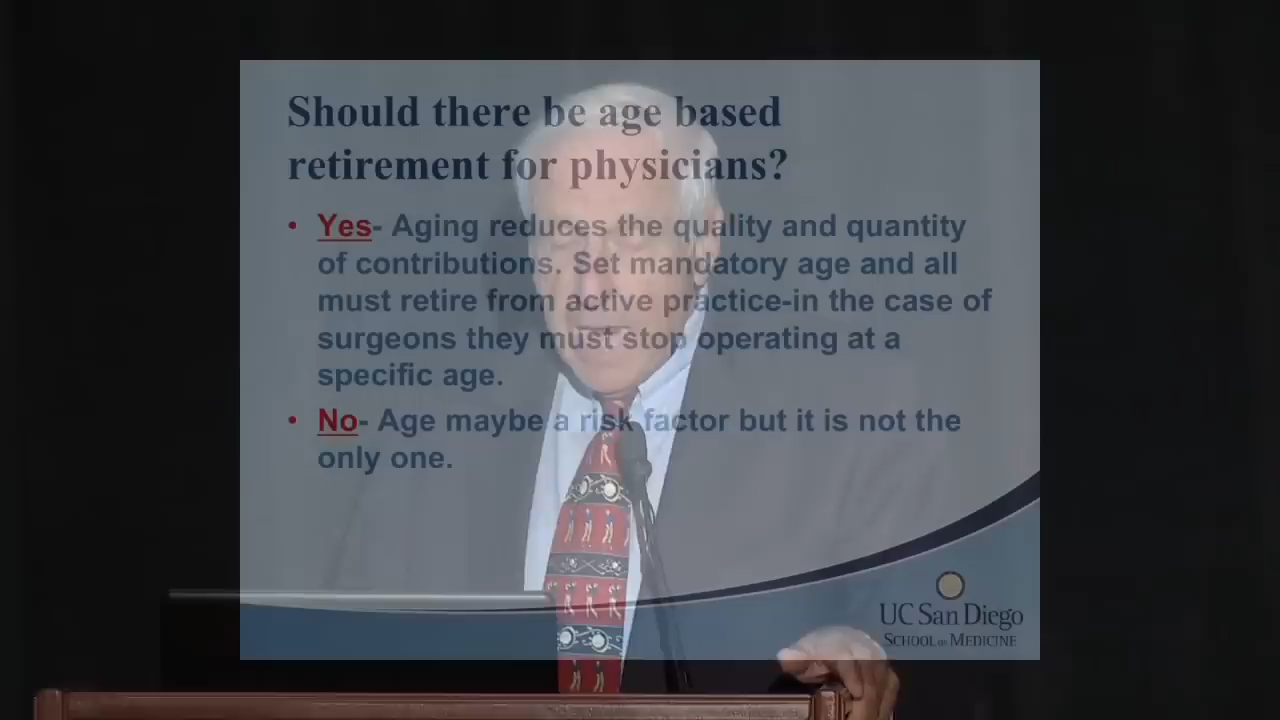 Should there be age based
retirement for physicians?
• Yes- Aging reduces the quality and quantity
of contributions. Set mandatory age and all
must retire from active practice-in the case of
surgeons they must stop operating at a
specific age.
• No- Age maybe a risk factor but it is not the
only one.
UC San Diego
SCHOOL OF MEDICINE